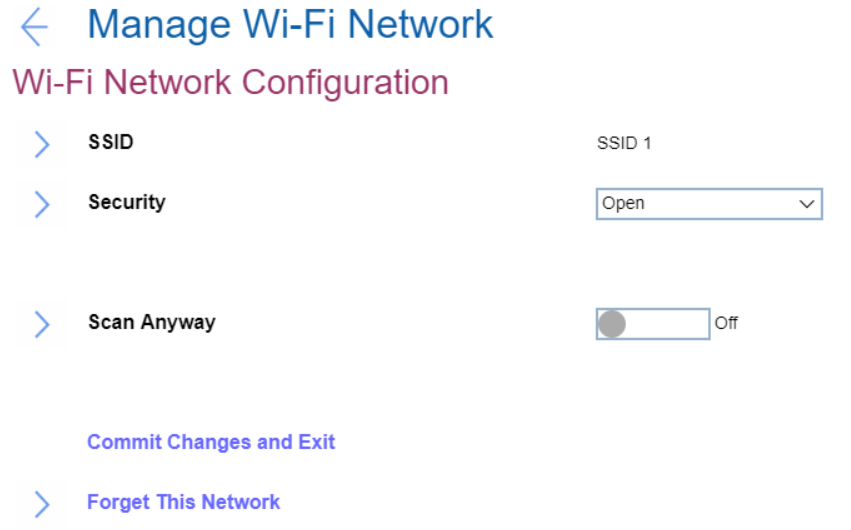 Manage Wi-Fi Network
Wi-Fi Network Configuration
SSID SSID 1
Security Open
Scan Anyway Off
Commit Changes and Exit
Forget This Network